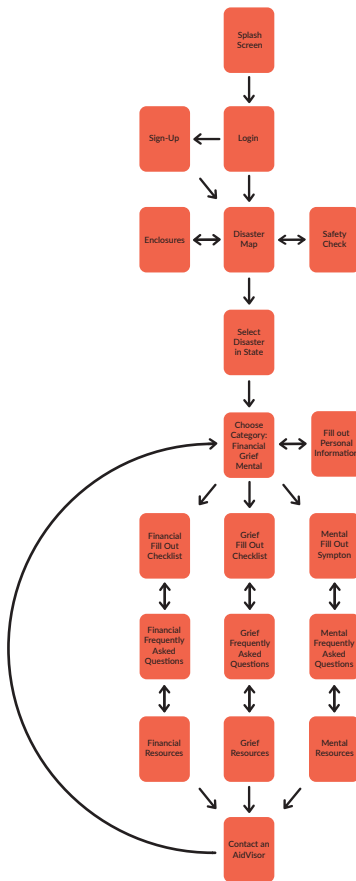 Splash
Screen
Sign-Up
Login
Enclosures
Disaster
Map
Safety
Check
Select
Disaster
in State
Choose
Category:
Financial
Grief
Mental
Fill out
Personal
Information
Financial
Fill Out
Checklist
Grief
Fill Out
Checklist
Mental
Fill Out
Sympton
Financial
Frequently
Asked
Questions
Grief
Frequently
Asked
Questions
Mental
Frequently
Asked
Questions
Financial
Resources
Grief
Resources
Mental
Resources
Contact an
AidVisor